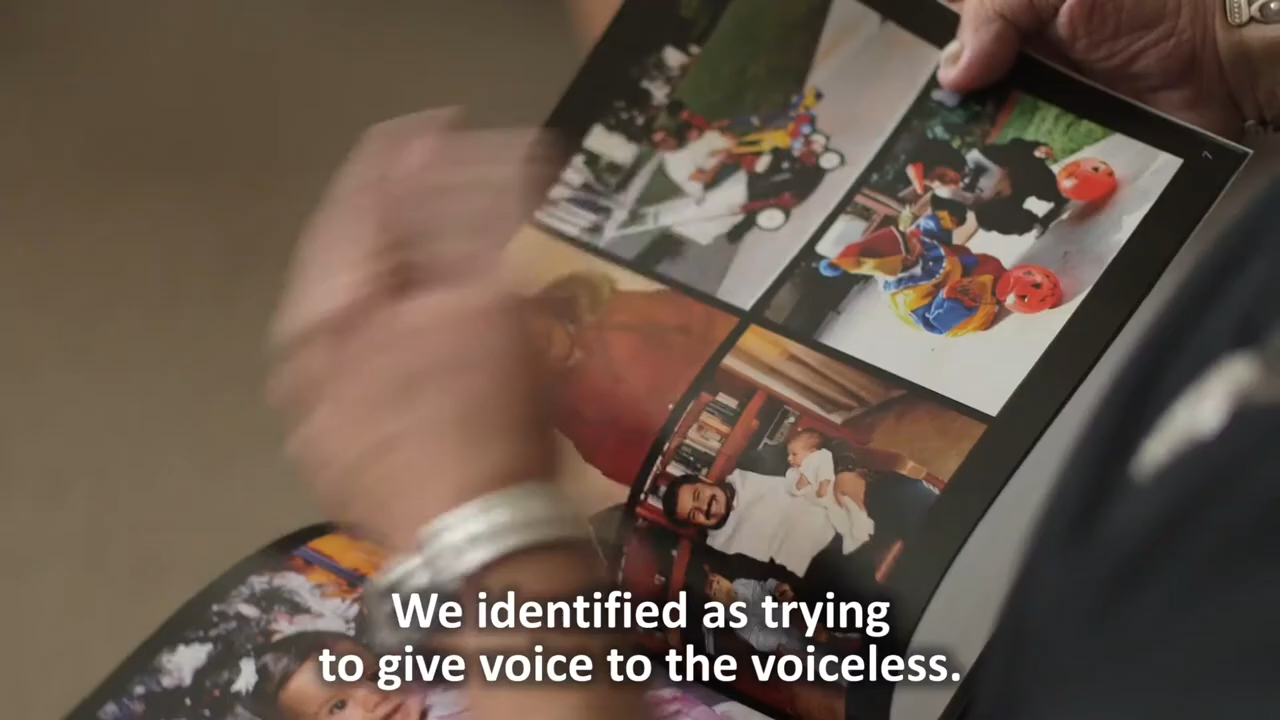 We identified as trying
to give voice to the voiceless.